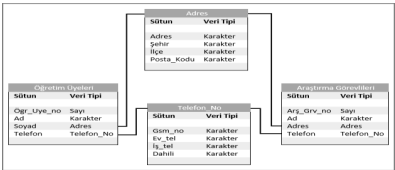 Adres
Sütun Veri Tipi
Adres Karakter
Şehir Karakter
İlçe Karakter
Posta_Kodu Karakter
Öğretim Üyeleri
Sütun Veri Tipi
Ögr_Uye_no Sayı
Ad Karakter
Soyad Adres
Telefon Telefon_No
Telefon_No
Sütun Veri Tipi
Gsm_no Karakter
Ev_tel Karakter
İş_tel Karakter
Dahili Karakter
Araştırma Görevlileri
Sütun Veri Tipi
Arş_Grv_no Sayı
Ad Karakter
Adres Adres
Telefon Telefon_No